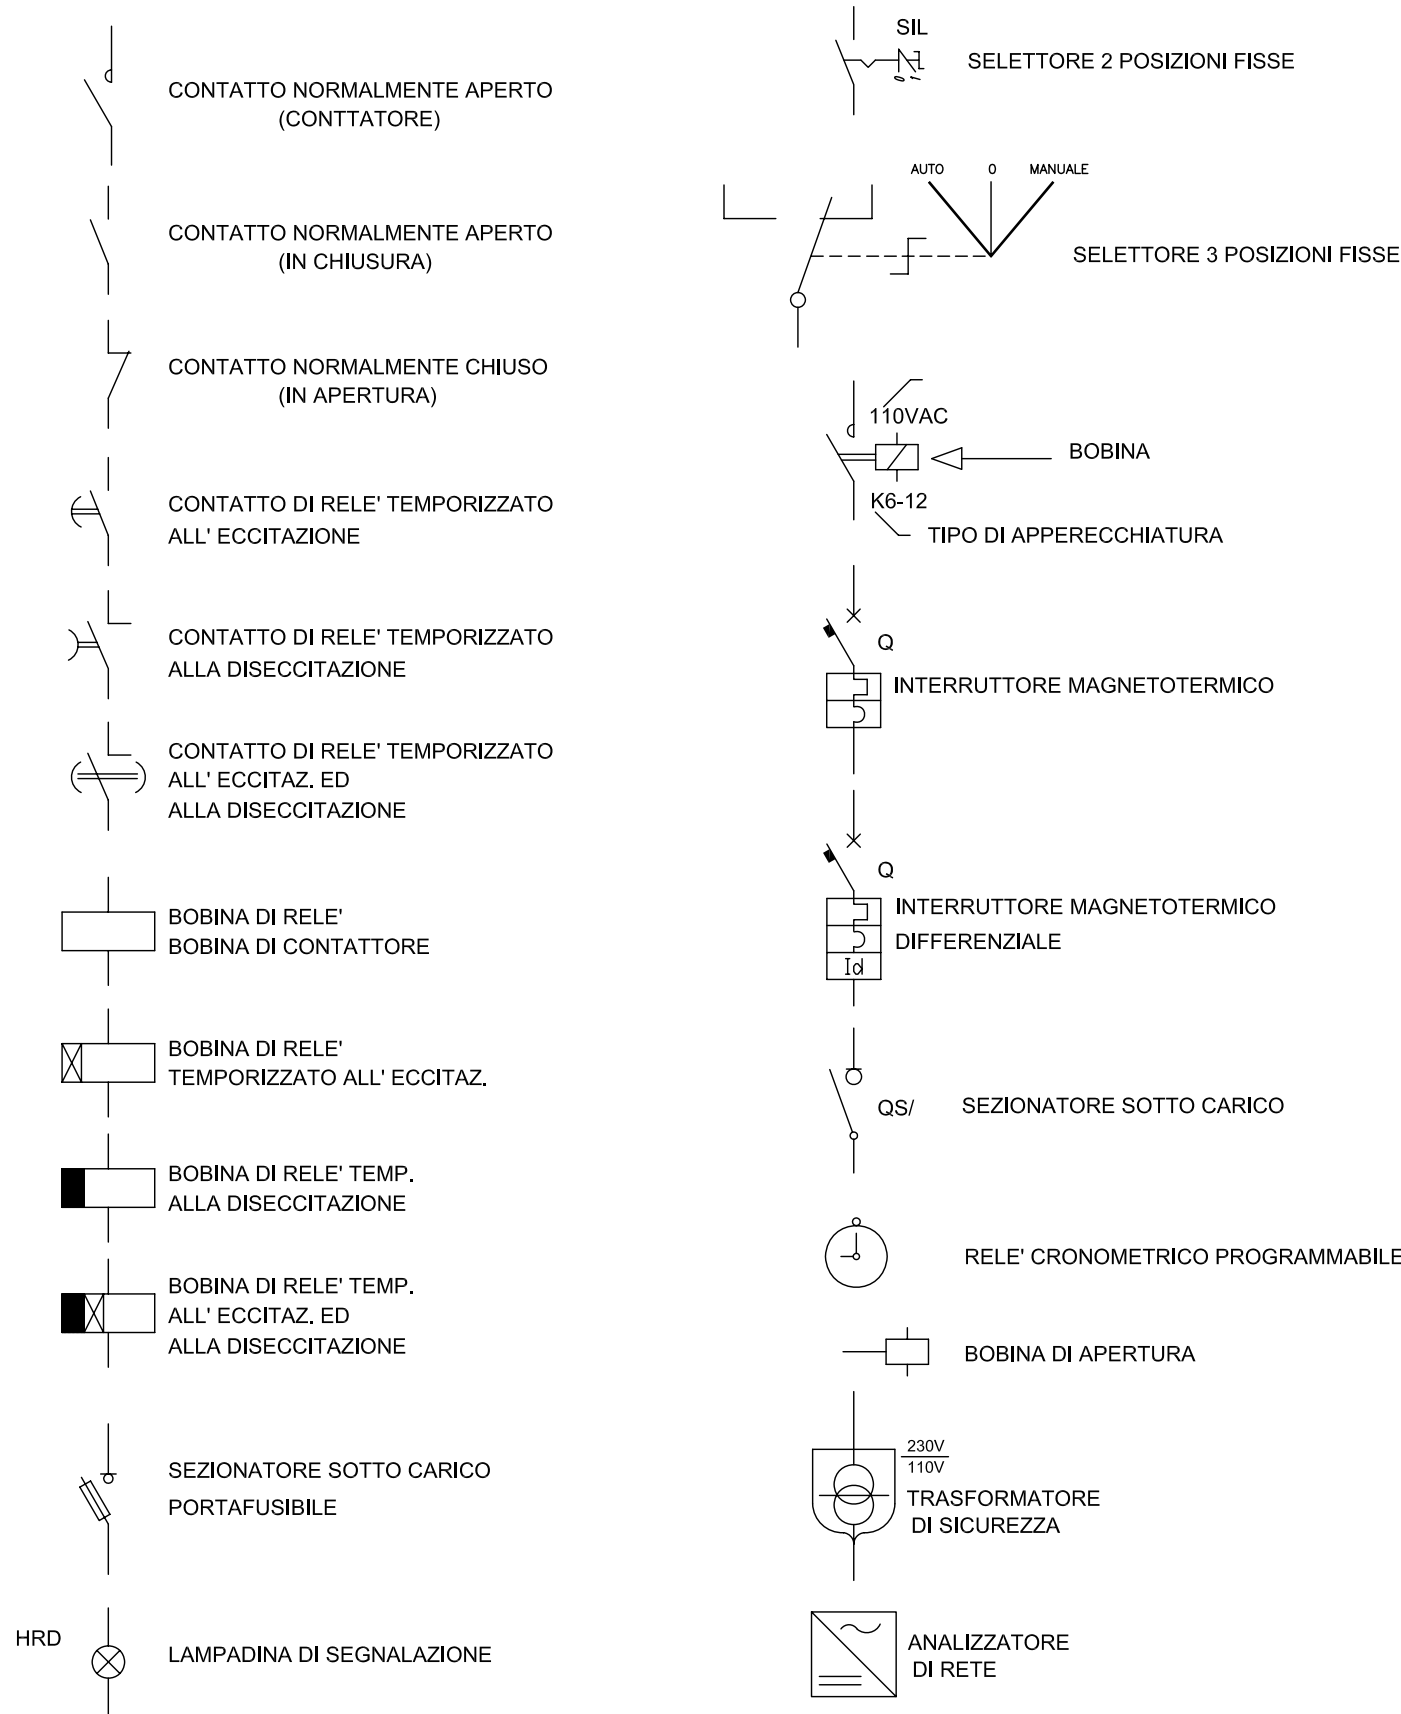 CONTATTO NORMALMENTE APERTO
(CONTTATORE)
CONTATTO NORMALMENTE APERTO
(IN CHIUSURA)
CONTATTO NORMALMENTE CHIUSO
(IN APERTURA)
CONTATTO DI RELE' TEMPORIZZATO
ALL' ECCITAZIONE
CONTATTO DI RELE' TEMPORIZZATO
ALLA DISECCITAZIONE
CONTATTO DI RELE' TEMPORIZZATO
ALL' ECCITAZ. ED
ALLA DISECCITAZIONE
BOBINA DI RELE'
BOBINA DI CONTATTORE
BOBINA DI RELE'
TEMPORIZZATO ALL' ECCITAZ.
BOBINA DI RELE' TEMP.
ALLA DISECCITAZIONE
BOBINA DI RELE' TEMP.
ALL' ECCITAZ. ED
ALLA DISECCITAZIONE
SEZIONATORE SOTTO CARICO
PORTAFUSIBILE
HRD
LAMPADINA DI SEGNALAZIONE
SIL
0 1
SELETTORE 2 POSIZIONI FISSE
AUTO 0 MANUALE
SELETTORE 3 POSIZIONI FISSE
110VAC
BOBINA
K6-12
TIPO DI APPERECCHIATURA
Q
INTERRUTTORE MAGNETOTERMICO
Q
INTERRUTTORE MAGNETOTERMICO
DIFFERENZIALE
Id
QS/
SEZIONATORE SOTTO CARICO
RELE' CRONOMETRICO PROGRAMMABILE
BOBINA DI APERTURA
230V
110V
TRASFORMATORE
DI SICUREZZA
ANALIZZATORE
DI RETE